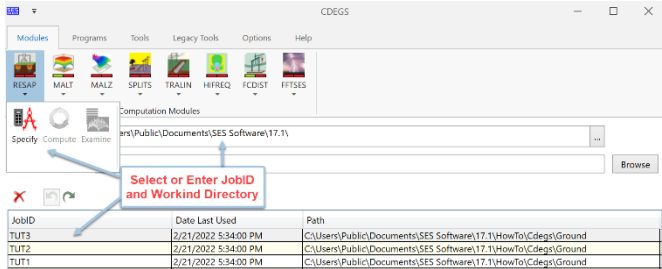 CDEGS
Modules Programs Tools Legacy Tools Options Help
RESAP MALT MALZ SPLITS TRALIN HIFREQ FCDIST FFTSES
Computation Modules
Specify Compute Examine
ers\Public\Documents\SES Software\17.1\
...
Browse
Select or Enter JobID
and Workind Directory
JobID Date Last Used Path
TUT3 2/21/2022 5:34:00 PM C:\Users\Public\Documents\SES Software\17.1\HowTo\Cdegs\Ground
TUT2 2/21/2022 5:34:00 PM C:\Users\Public\Documents\SES Software\17.1\HowTo\Cdegs\Ground
TUT1 2/21/2022 5:34:00 PM C:\Users\Public\Documents\SES Software\17.1\HowTo\Cdegs\Ground